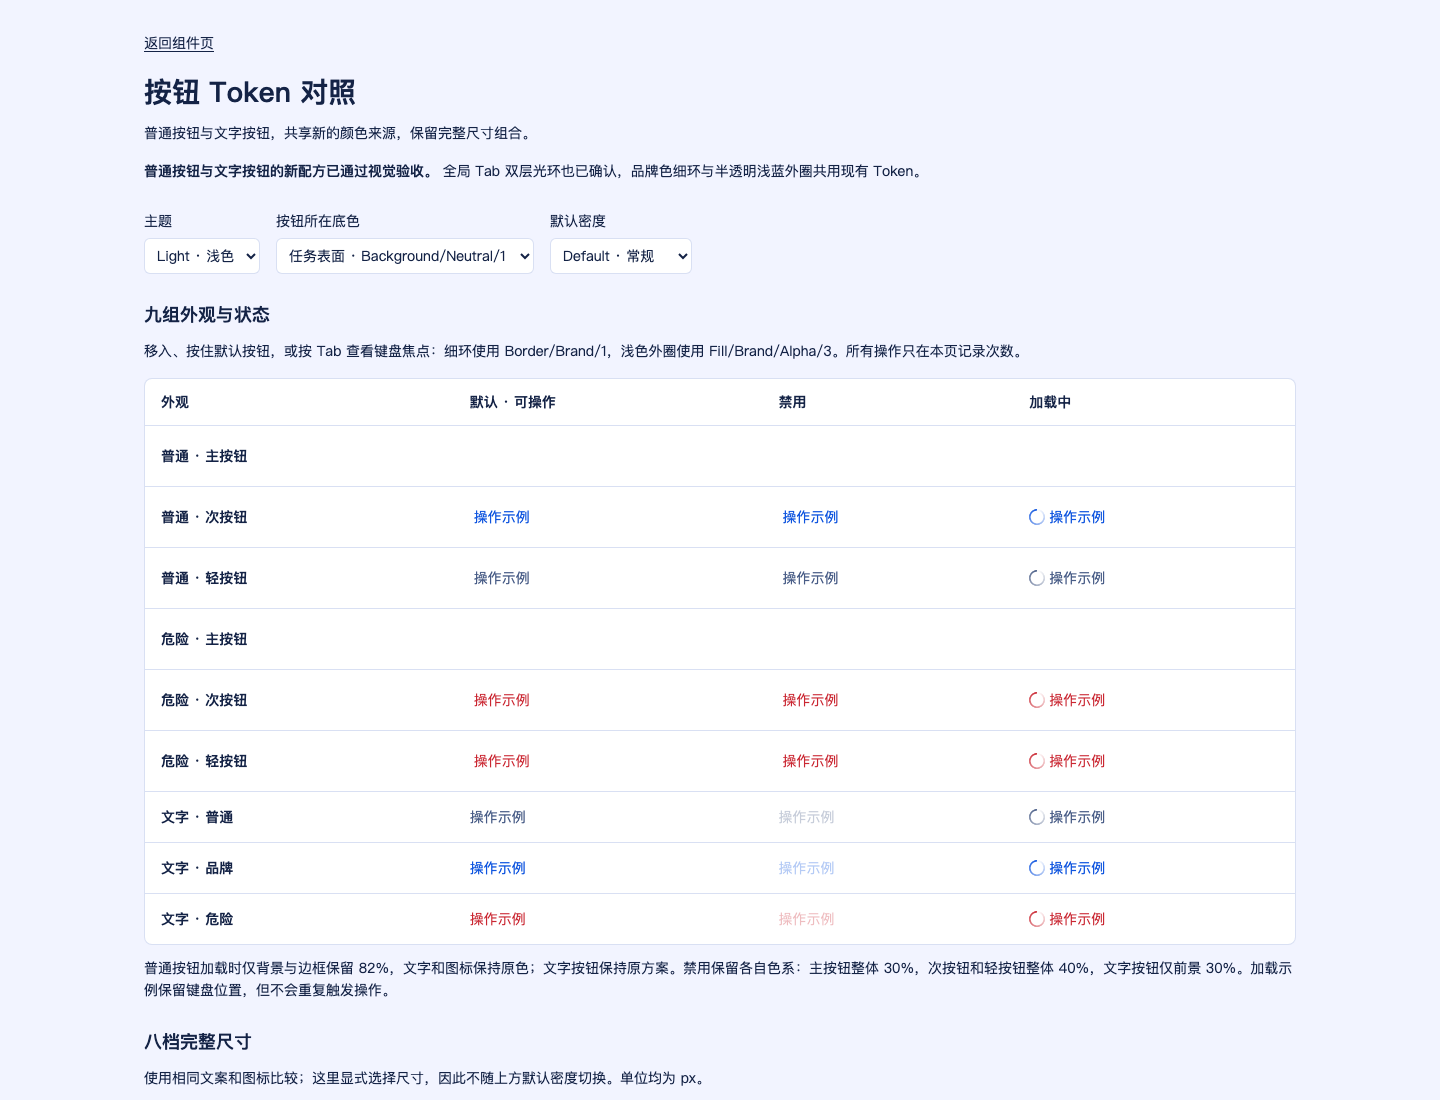 返回组件页
按钮 Token 对照
普通按钮与文字按钮，共享新的颜色来源，保留完整尺寸组合。
普通按钮与文字按钮的新配方已通过视觉验收。 全局 Tab 双层光环也已确认，品牌色细环与半透明浅蓝外圈共用现有 Token。
主题 按钮所在底色 默认密度
Light · 浅色 任务表面 · Background/Neutral/1 Default · 常规
九组外观与状态
移入、按住默认按钮，或按 Tab 查看键盘焦点：细环使用 Border/Brand/1，浅色外圈使用 Fill/Brand/Alpha/3。所有操作只在本页记录次数。
外观 默认 · 可操作 禁用 加载中
普通 · 主按钮
普通 · 次按钮 操作示例 操作示例 操作示例
普通 · 轻按钮 操作示例 操作示例 操作示例
危险 · 主按钮
危险 · 次按钮 操作示例 操作示例 操作示例
危险 · 轻按钮 操作示例 操作示例 操作示例
文字 · 普通 操作示例 操作示例 操作示例
文字 · 品牌 操作示例 操作示例 操作示例
文字 · 危险 操作示例 操作示例 操作示例
普通按钮加载时仅背景与边框保留 82%，文字和图标保持原色；文字按钮保持原方案。禁用保留各自色系：主按钮整体 30%，次按钮和轻按钮整体 40%，文字按钮仅前景 30%。加载示
例保留键盘位置，但不会重复触发操作。
八档完整尺寸
使用相同文案和图标比较；这里显式选择尺寸，因此不随上方默认密度切换。单位均为 px。